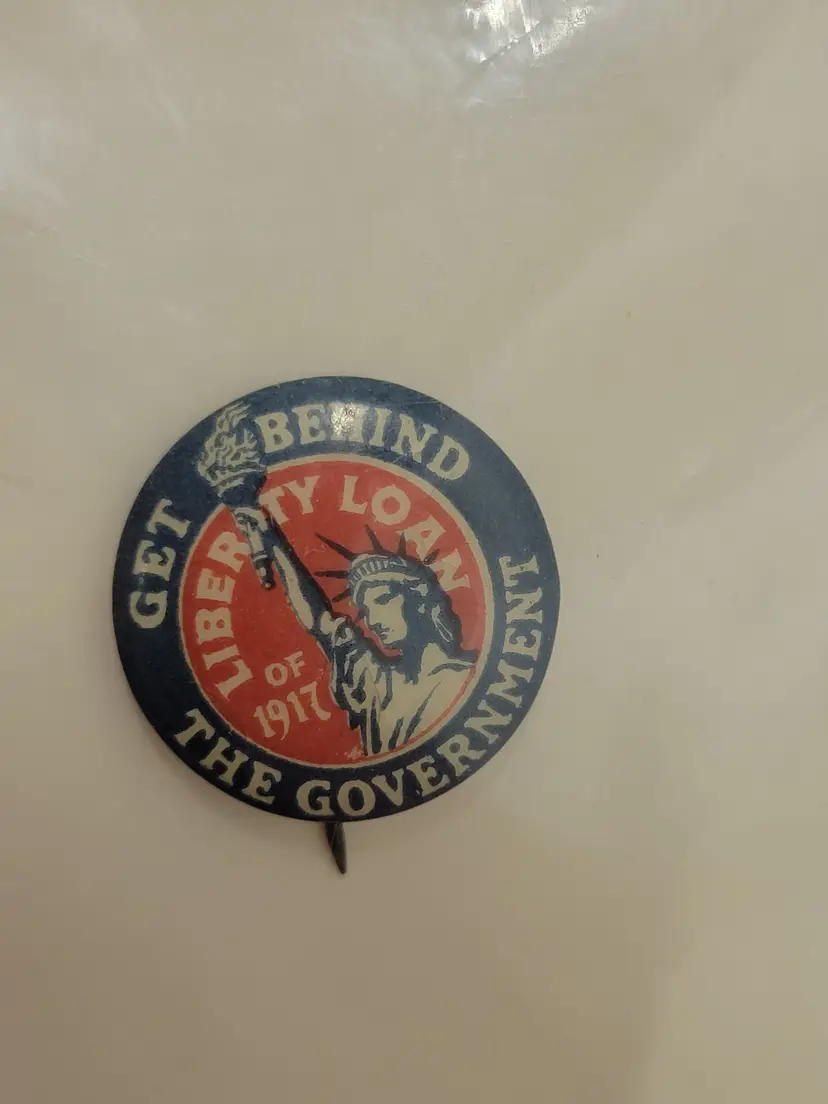 GET BEHIND
THE GOVERNMENT
LIBERTY LOAN
OF
1917